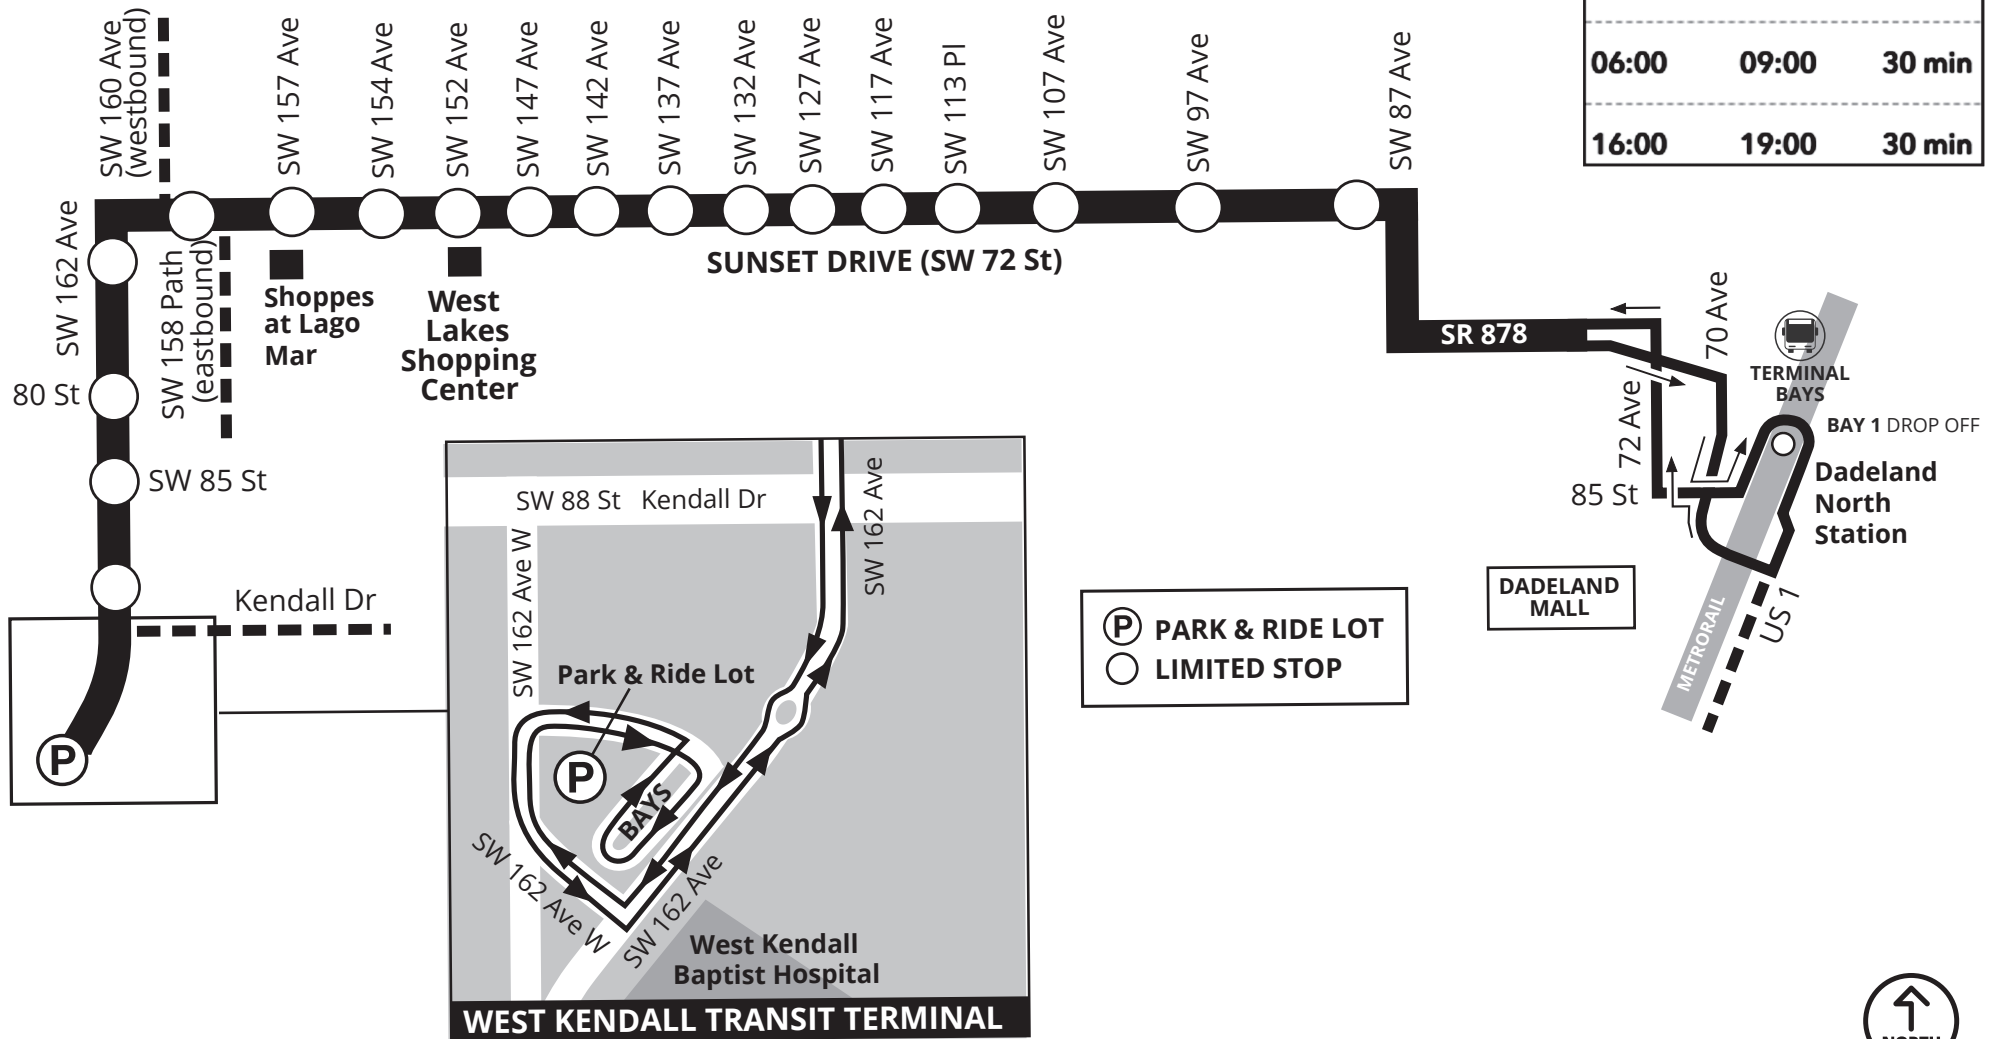 SW 160 Ave
(westbound)
SW 157 Ave
SW 154 Ave
SW 152 Ave
SW 147 Ave
SW 142 Ave
SW 137 Ave
SW 132 Ave
SW 127 Ave
SW 117 Ave
SW 113 Pl
SW 107 Ave
SW 97 Ave
SW 87 Ave
06:00 09:00 30 min
16:00 19:00 30 min
SW 162 Ave
SW 158 Path
(eastbound)
Shoppes
at Lago
Mar
West
Lakes
Shopping
Center
SUNSET DRIVE (SW 72 St)
SR 878
70 Ave
72 Ave
TERMINAL
BAYS
BAY 1 DROP OFF
Dadeland
North
Station
85 St
80 St
SW 85 St
Kendall Dr
P
SW 88 St Kendall Dr
SW 162 Ave
SW 162 Ave W
Park & Ride Lot
P
BAYS
SW 162 Ave W
SW 162 Ave
West Kendall
Baptist Hospital
WEST KENDALL TRANSIT TERMINAL
P PARK & RIDE LOT
LIMITED STOP
DADELAND
MALL
METRORAIL
US 1
NORTH